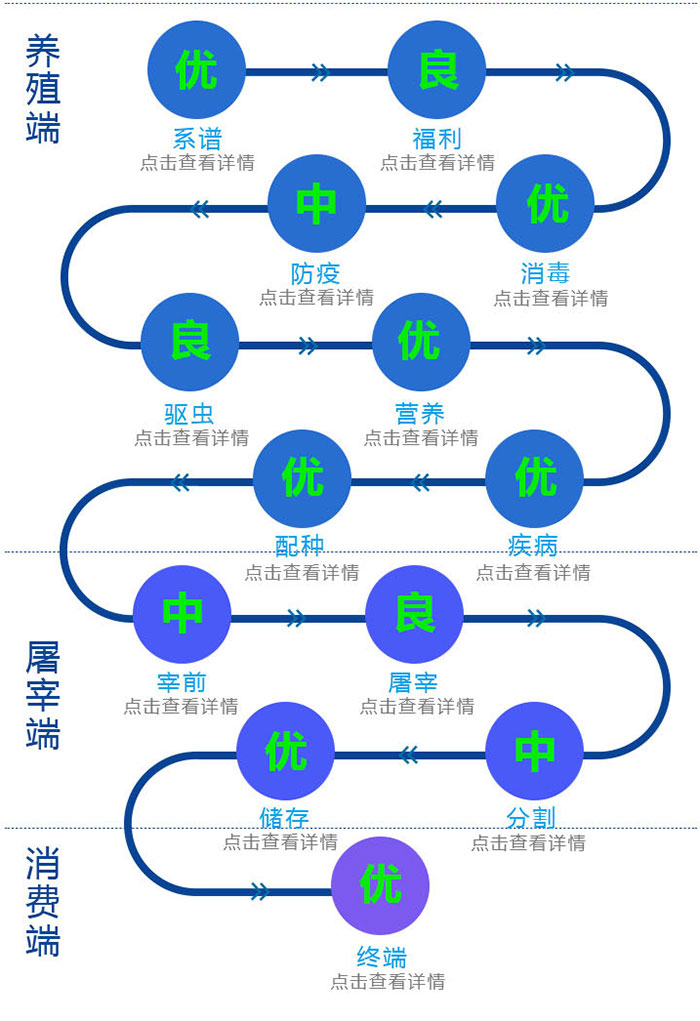 养殖端
优
良
系谱
福利
点击查看详情
点击查看详情
中
优
防疫
消毒
点击查看详情
点击查看详情
良
优
驱虫
营养
点击查看详情
点击查看详情
优
优
配种
疾病
点击查看详情
点击查看详情
屠宰端
中
良
宰前
屠宰
点击查看详情
点击查看详情
优
中
储存
分割
点击查看详情
点击查看详情
消费端
优
终端
点击查看详情